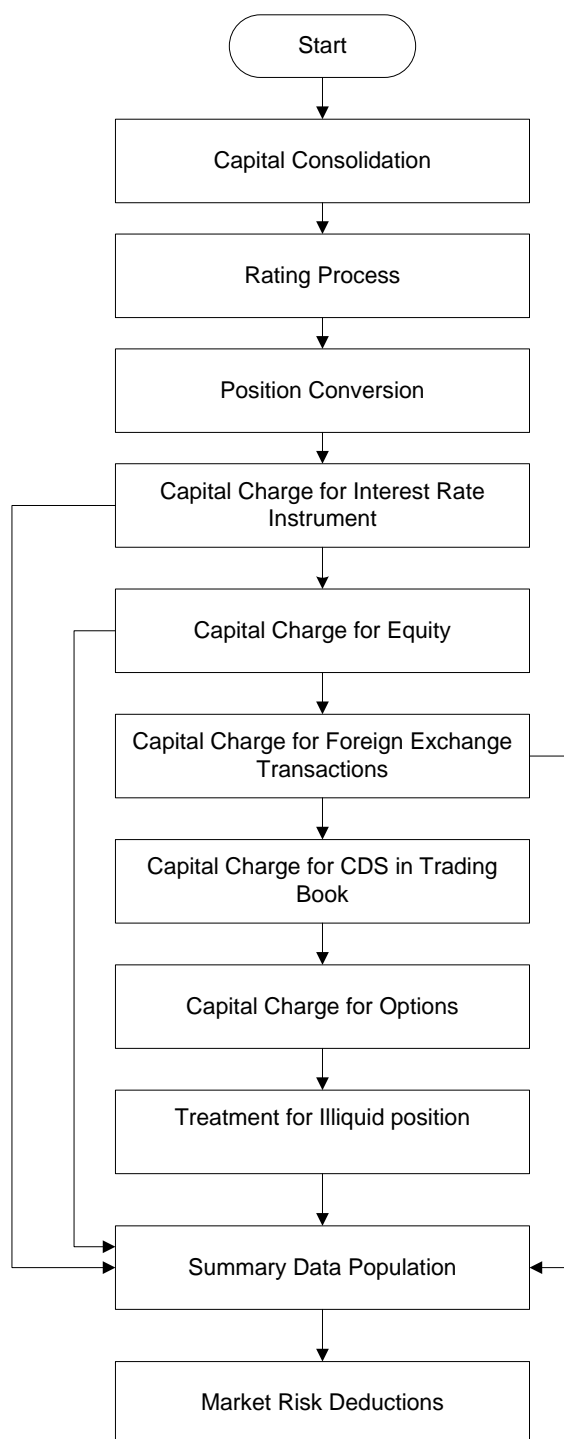 Start
Capital Consolidation
Rating Process
Position Conversion
Capital Charge for Interest Rate
Instrument
Capital Charge for Equity
Capital Charge for Foreign Exchange
Transactions
Capital Charge for CDS in Trading
Book
Capital Charge for Options
Treatment for Illiquid position
Summary Data Population
Market Risk Deductions